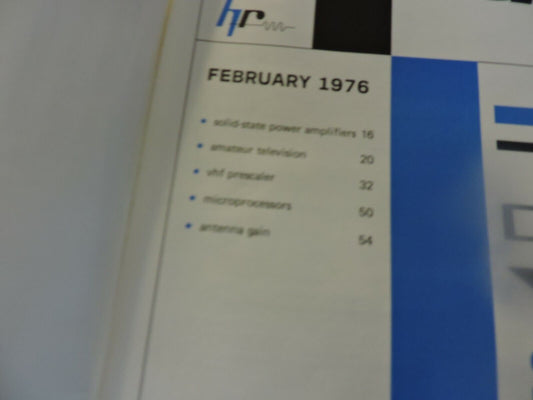 hr
FEBRUARY 1976
• solid-state power amplifiers 16
• amateur television 20
• vhf prescaler 32
• microprocessors 50
• antenna gain 54